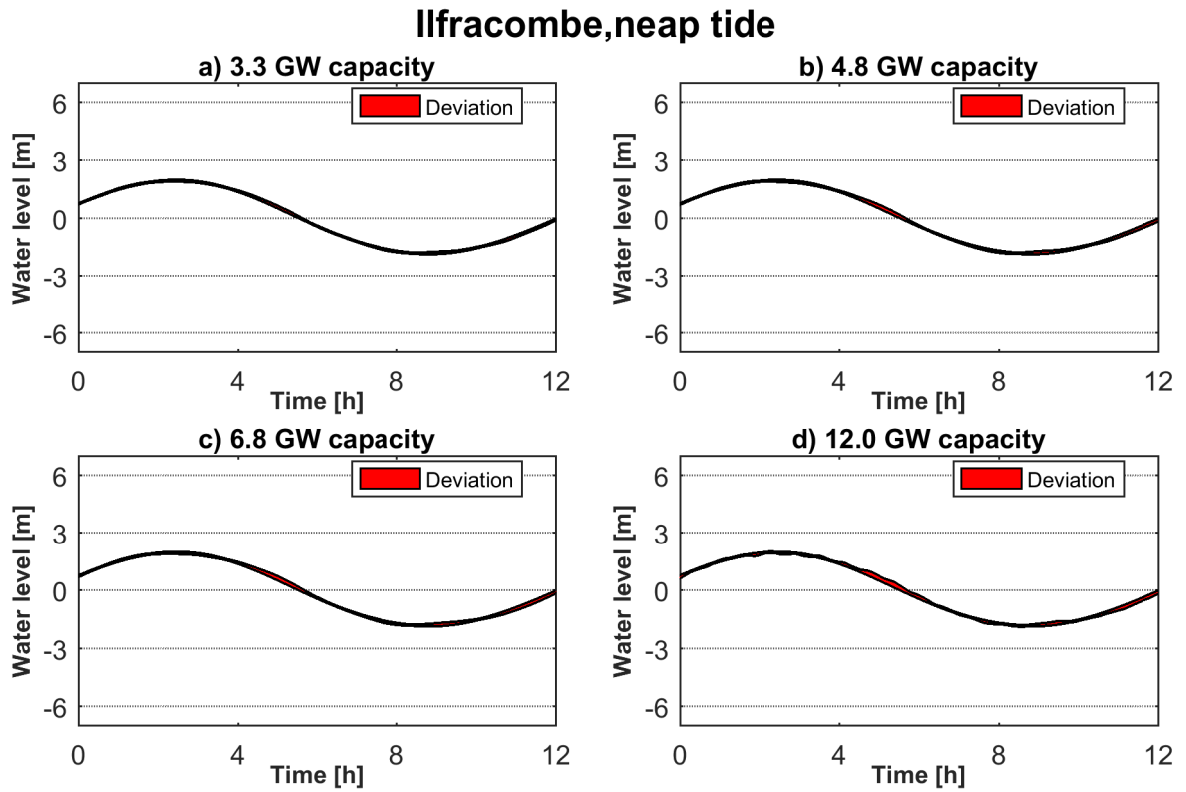 Ilfracombe,neap tide
a) 3.3 GW capacity
Deviation
6
3
0
-3
-6
Water level [m]
0 4 8 12
Time [h]
b) 4.8 GW capacity
Deviation
6
3
0
-3
-6
Water level [m]
0 4 8 12
Time [h]
c) 6.8 GW capacity
Deviation
6
3
0
-3
-6
Water level [m]
0 4 8 12
Time [h]
d) 12.0 GW capacity
Deviation
6
3
0
-3
-6
Water level [m]
0 4 8 12
Time [h]